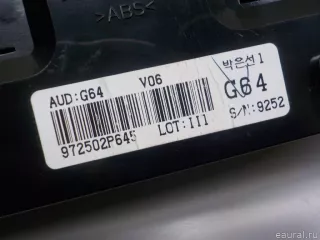 >ABS<
AUD:G64 V06 박은선1
G64
972502P645 LOT:III S/N:9252
eaural.ru